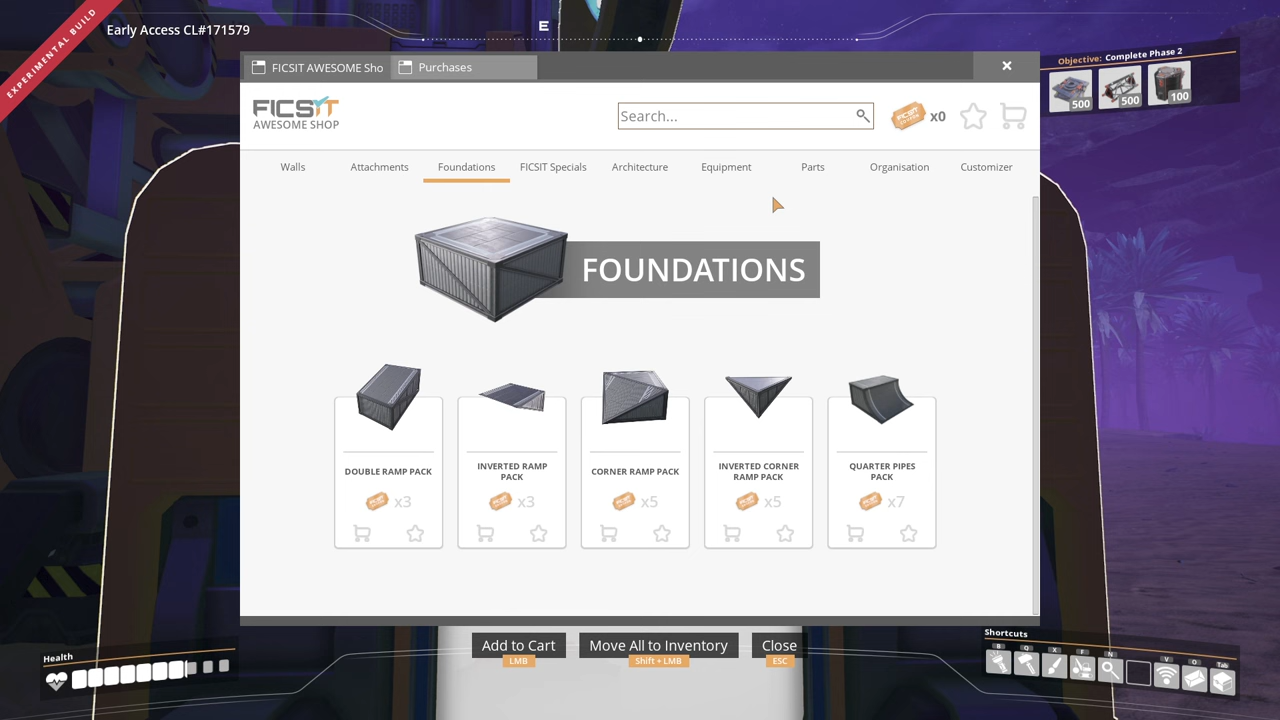 EXPERIMENTAL BUILD
Early Access CL#171579
E
Objective: Complete Phase 2
500
500
100
FICSIT AWESOME Sho
Purchases
FICSIT
AWESOME SHOP
Search...
x0
Walls
Attachments
Foundations
FICSIT Specials
Architecture
Equipment
Parts
Organisation
Customizer
FOUNDATIONS
DOUBLE RAMP PACK
x3
INVERTED RAMP
PACK
x3
CORNER RAMP PACK
x5
INVERTED CORNER
RAMP PACK
x5
QUARTER PIPES
PACK
x7
Add to Cart
LMB
Move All to Inventory
Shift + LMB
Close
ESC
Health
Shortcuts
B
Q
X
F
N
V
O
Tab